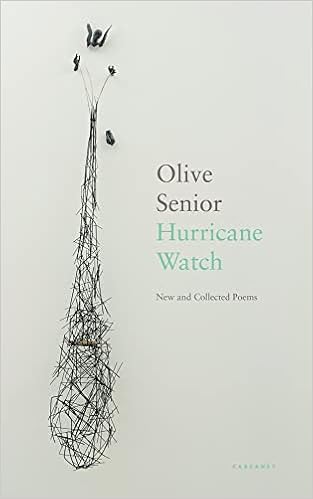 Olive
Senior
Hurricane
Watch
New and Collected Poems
CARCANET